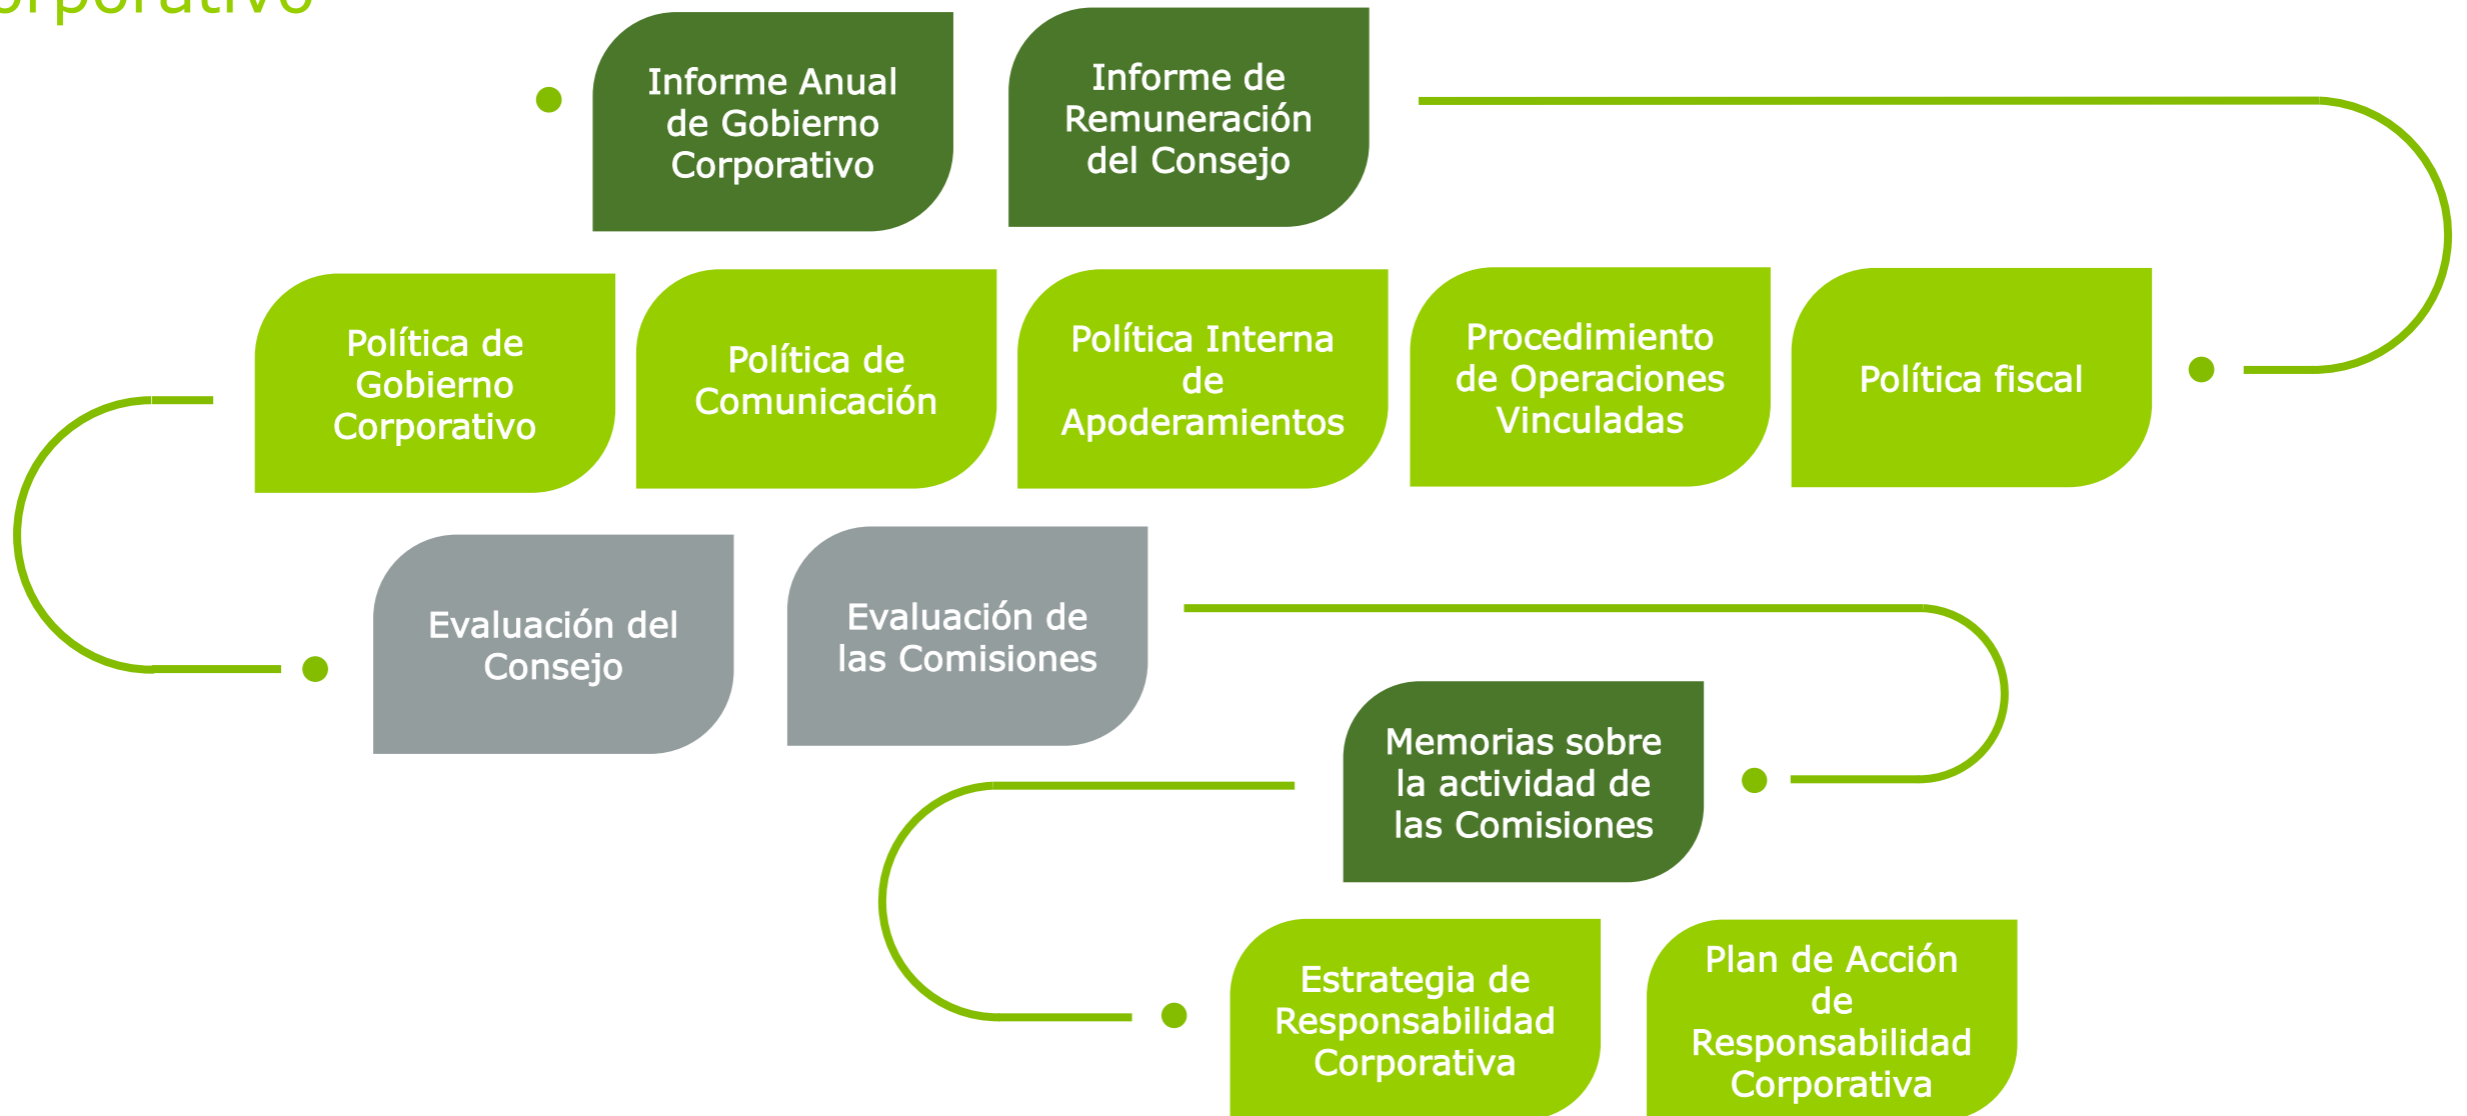 orporativo
Informe Anual
de Gobierno
Corporativo
Informe de
Remuneración
del Consejo
Política de
Gobierno
Corporativo
Política de
Comunicación
Política Interna
de
Apoderamientos
Procedimiento
de Operaciones
Vinculadas
Política fiscal
Evaluación del
Consejo
Evaluación de
las Comisiones
Memorias sobre
la actividad de
las Comisiones
Estrategia de
Responsabilidad
Corporativa
Plan de Acción
de
Responsabilidad
Corporativa